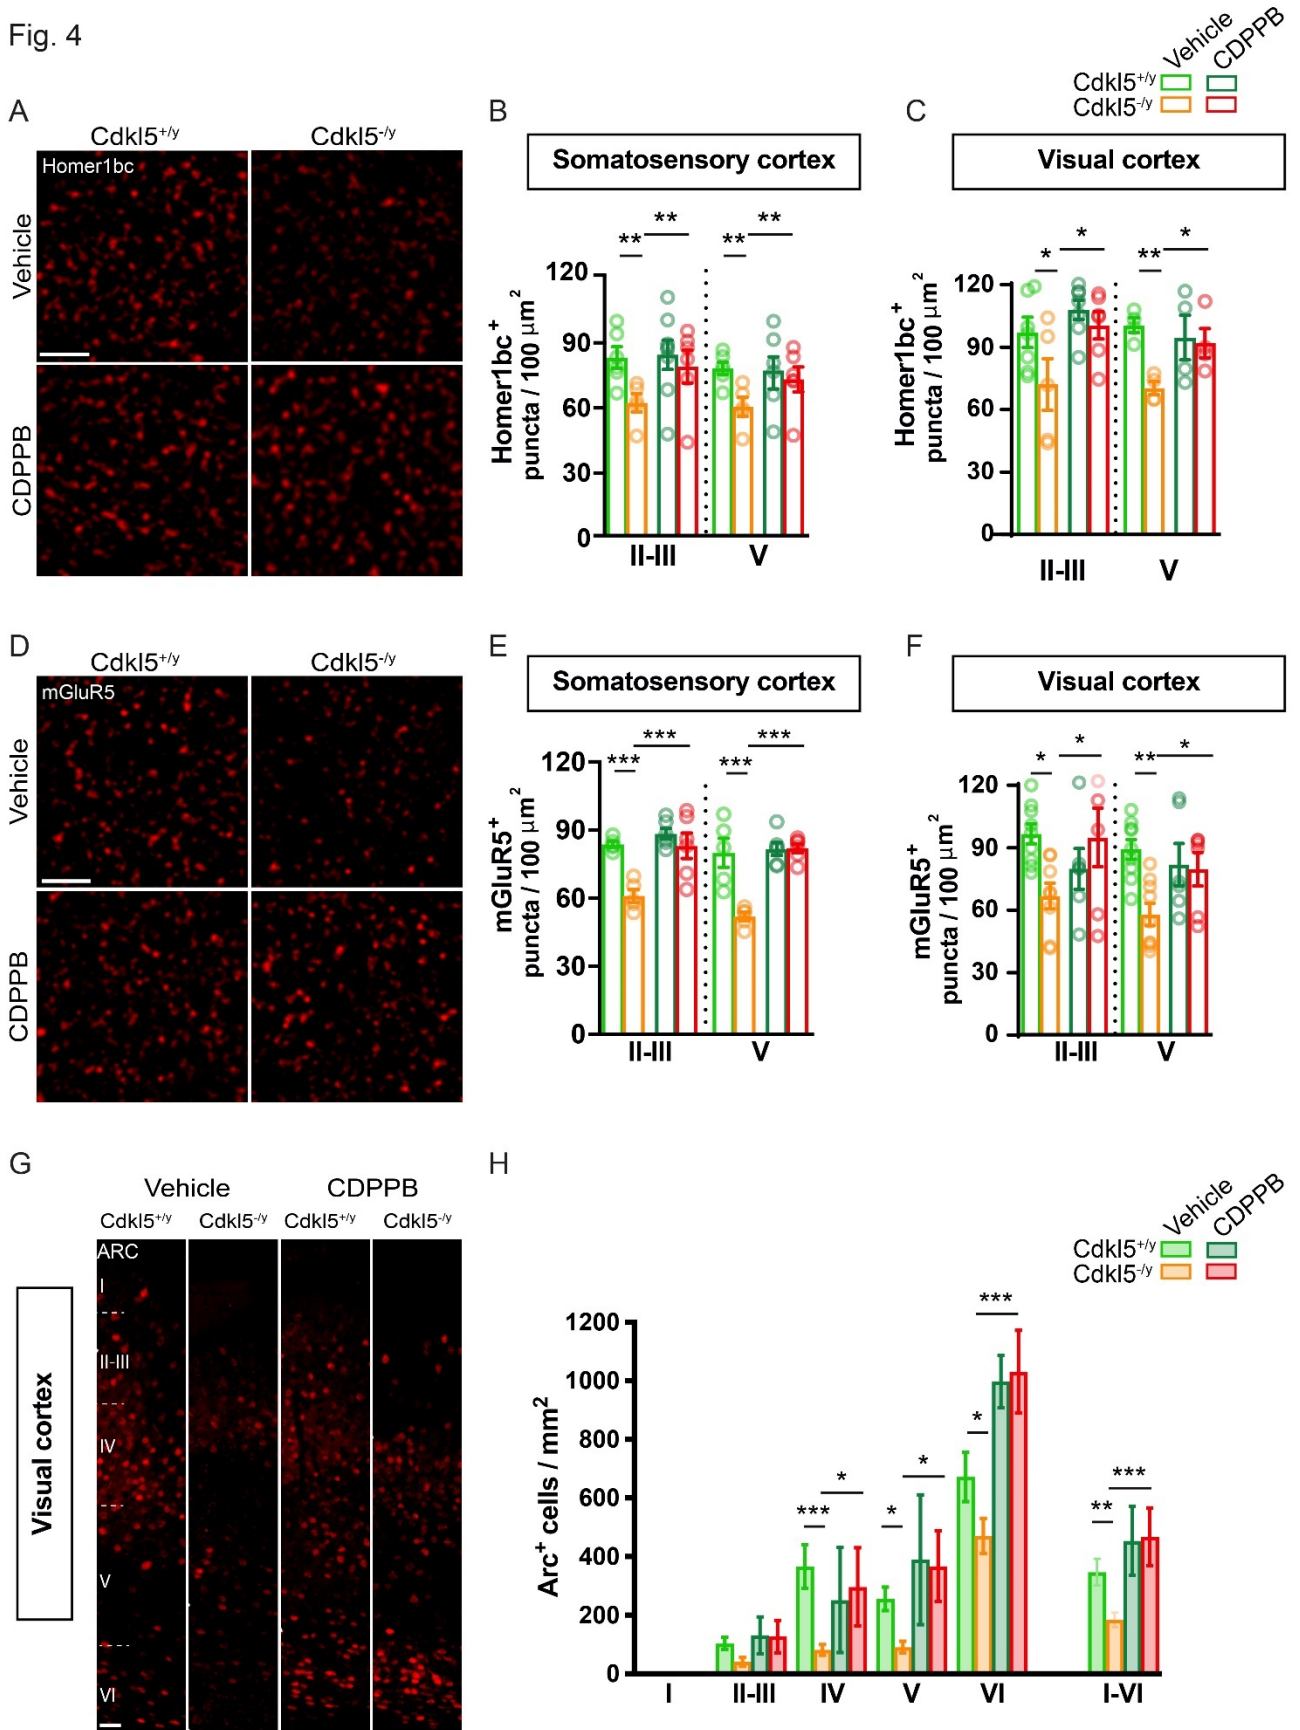 Fig. 4
Vehicle
CDPPB
Cdkl5+/y
Cdkl5-/y
A
Cdkl5+/y
Cdkl5-/y
Homer1bc
Vehicle
CDPPB
B
Somatosensory cortex
** ** ** **
Homer1bc+
puncta / 100 µm2
120
90
60
30
0
II-III
V
C
Visual cortex
* * ** *
Homer1bc+
puncta / 100 µm2
120
90
60
30
0
II-III
V
D
Cdkl5+/y
Cdkl5-/y
mGluR5
Vehicle
CDPPB
E
Somatosensory cortex
*** *** *** ***
mGluR5+
puncta / 100 µm2
120
90
60
30
0
II-III
V
F
Visual cortex
* * ** *
mGluR5+
puncta / 100 µm2
120
90
60
30
0
II-III
V
G
Vehicle
CDPPB
Cdkl5+/y
Cdkl5-/y
Cdkl5+/y
Cdkl5-/y
Visual cortex
ARC
I
II-III
IV
V
VI
H
Vehicle
CDPPB
Cdkl5+/y
Cdkl5-/y
Arc+ cells / mm2
1200
1000
800
600
400
200
0
*** * * * * *** ** ***
I
II-III
IV
V
VI
I-VI